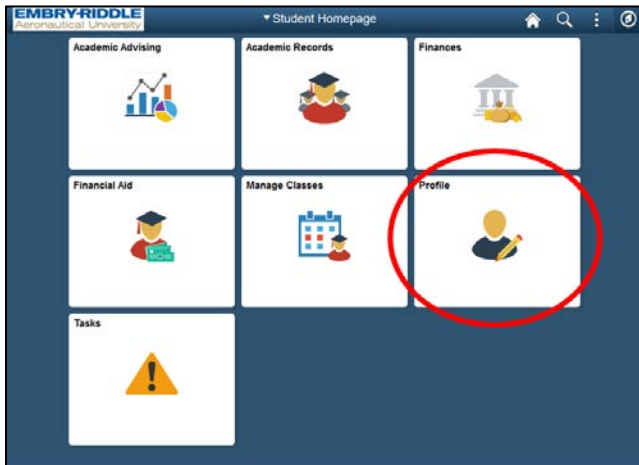 EMBRY-RIDDLE
Aeronautical University
Student Homepage
Academic Advising
Academic Records
Finances
Financial Aid
Manage Classes
Profile
Tasks